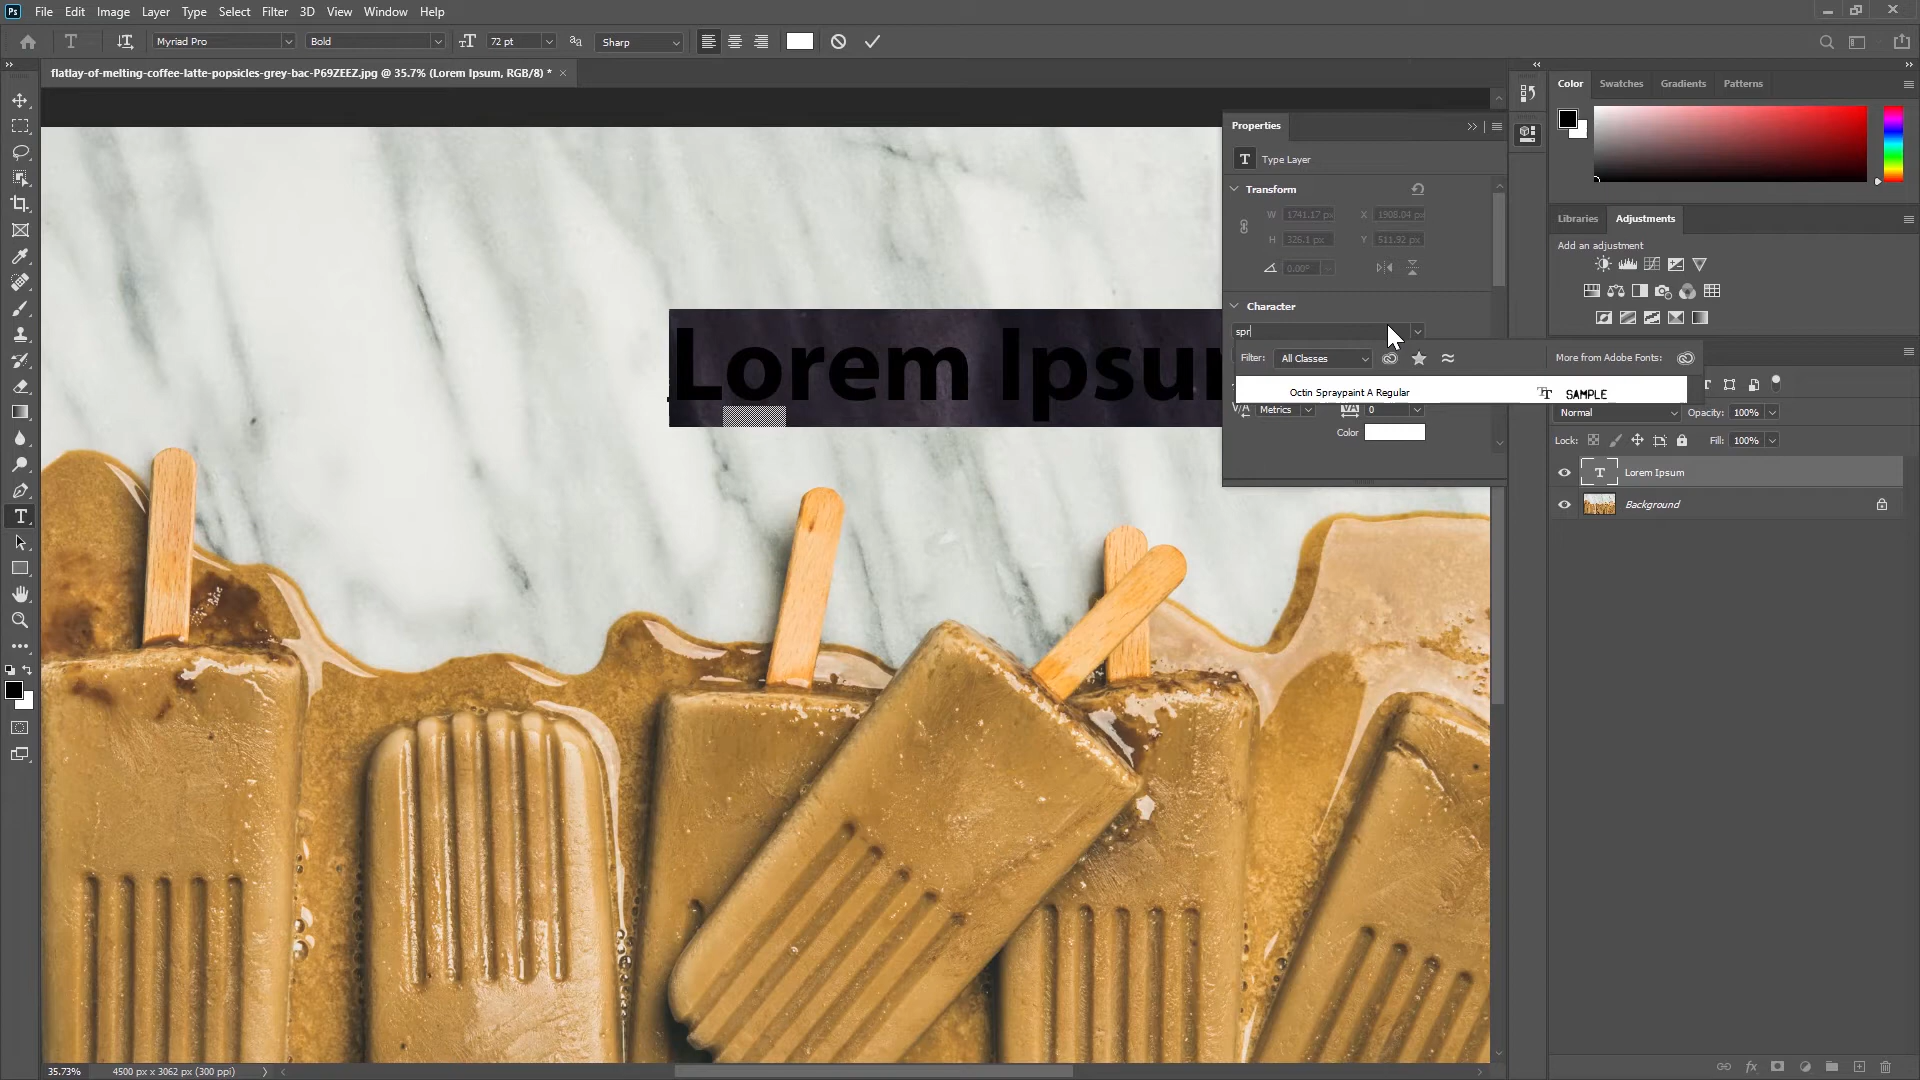 Ps File Edit Image Layer Type Select Filter 3D View Window Help
Myriad Pro Bold 72 pt Sharp
flatlay-of-melting-coffee-latte-popsicles-grey-bac-P69ZEEZ.jpg @ 35.7% (Lorem Ipsum, RGB/8) *
Color Swatches Gradients Patterns
Properties
T Type Layer
Transform
W 1741.17 px X 1908.04 px
H 326.1 px Y 511.92 px
0.00°
Character
spr
Filter: All Classes More from Adobe Fonts:
Octin Spraypaint A Regular SAMPLE
Metrics 0
Color
Lorem Ipsu
Libraries Adjustments
Add an adjustment
Normal Opacity: 100%
Lock: Fill: 100%
T Lorem Ipsum
Background
35.73% 4500 px x 3062 px (300 ppi)